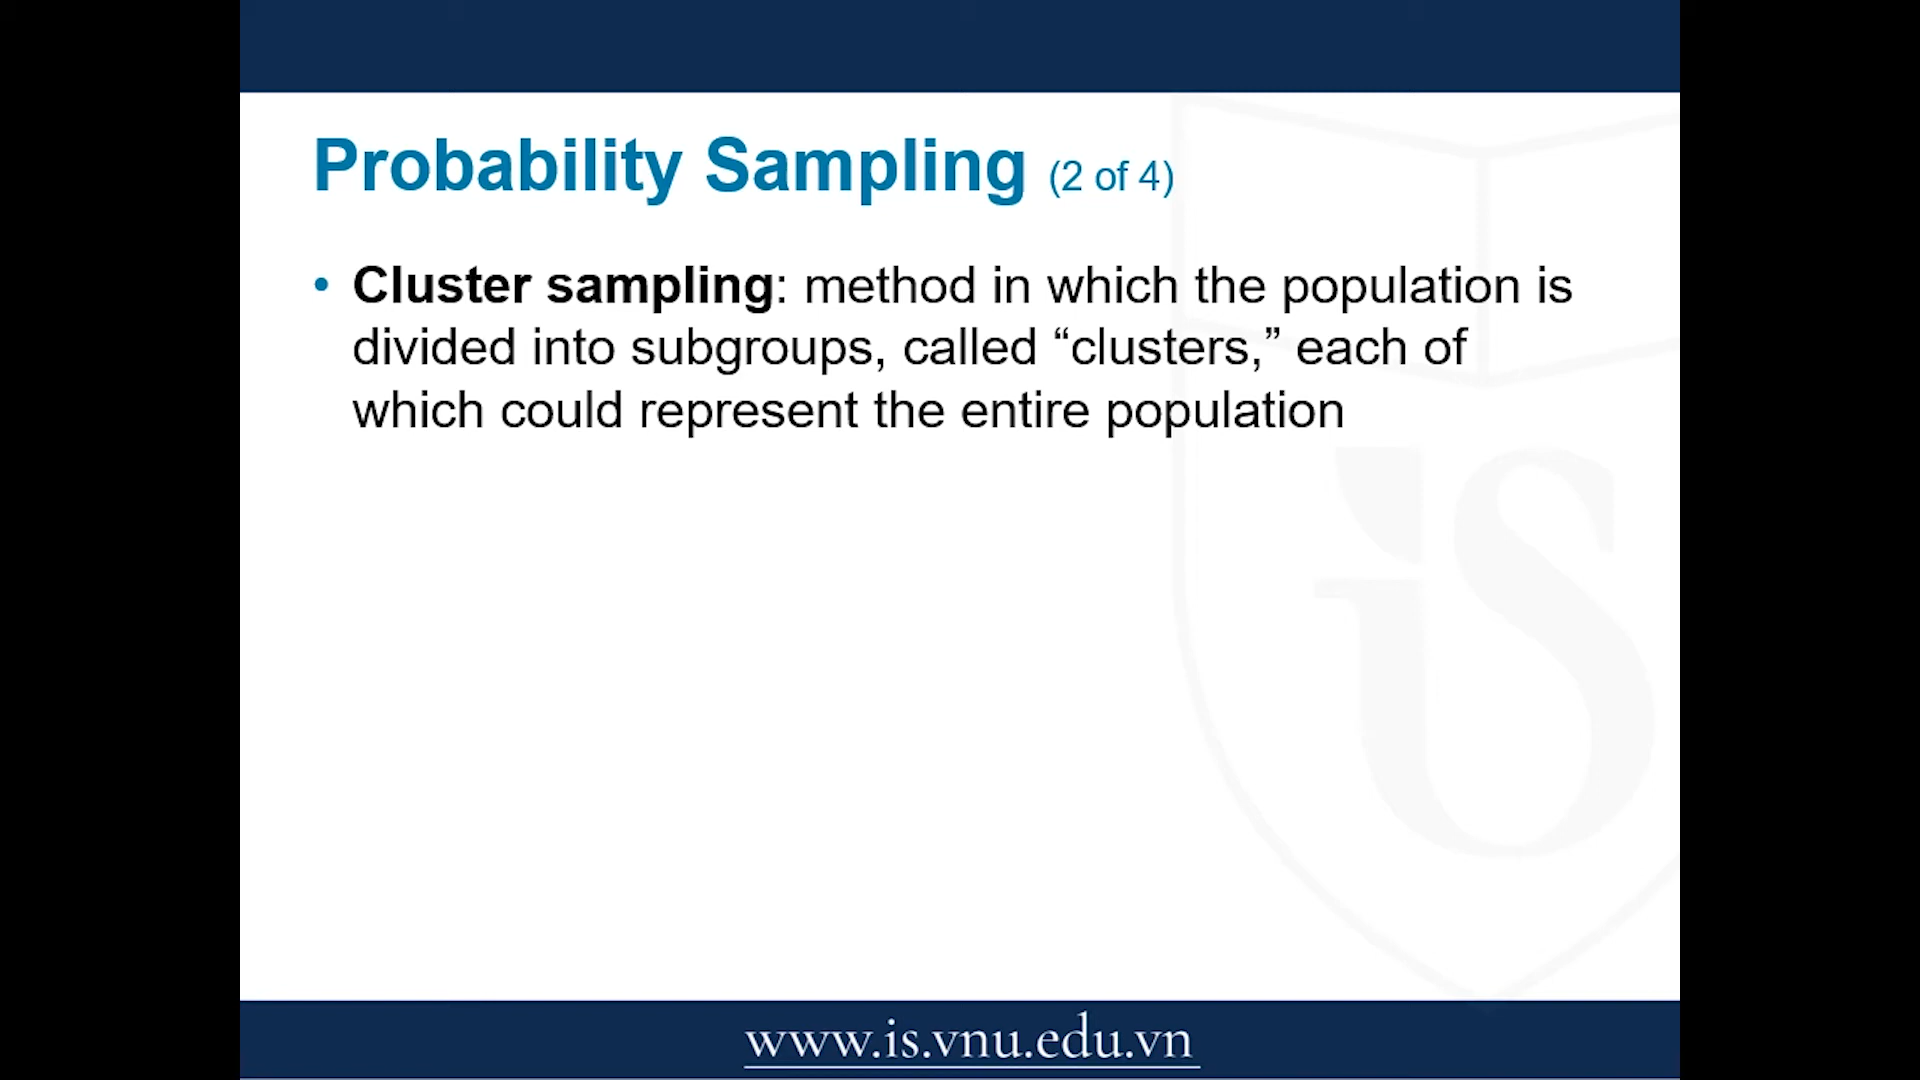 Probability Sampling (2 of 4)
• Cluster sampling: method in which the population is
divided into subgroups, called “clusters,” each of
which could represent the entire population
iS
www.is.vnu.edu.vn